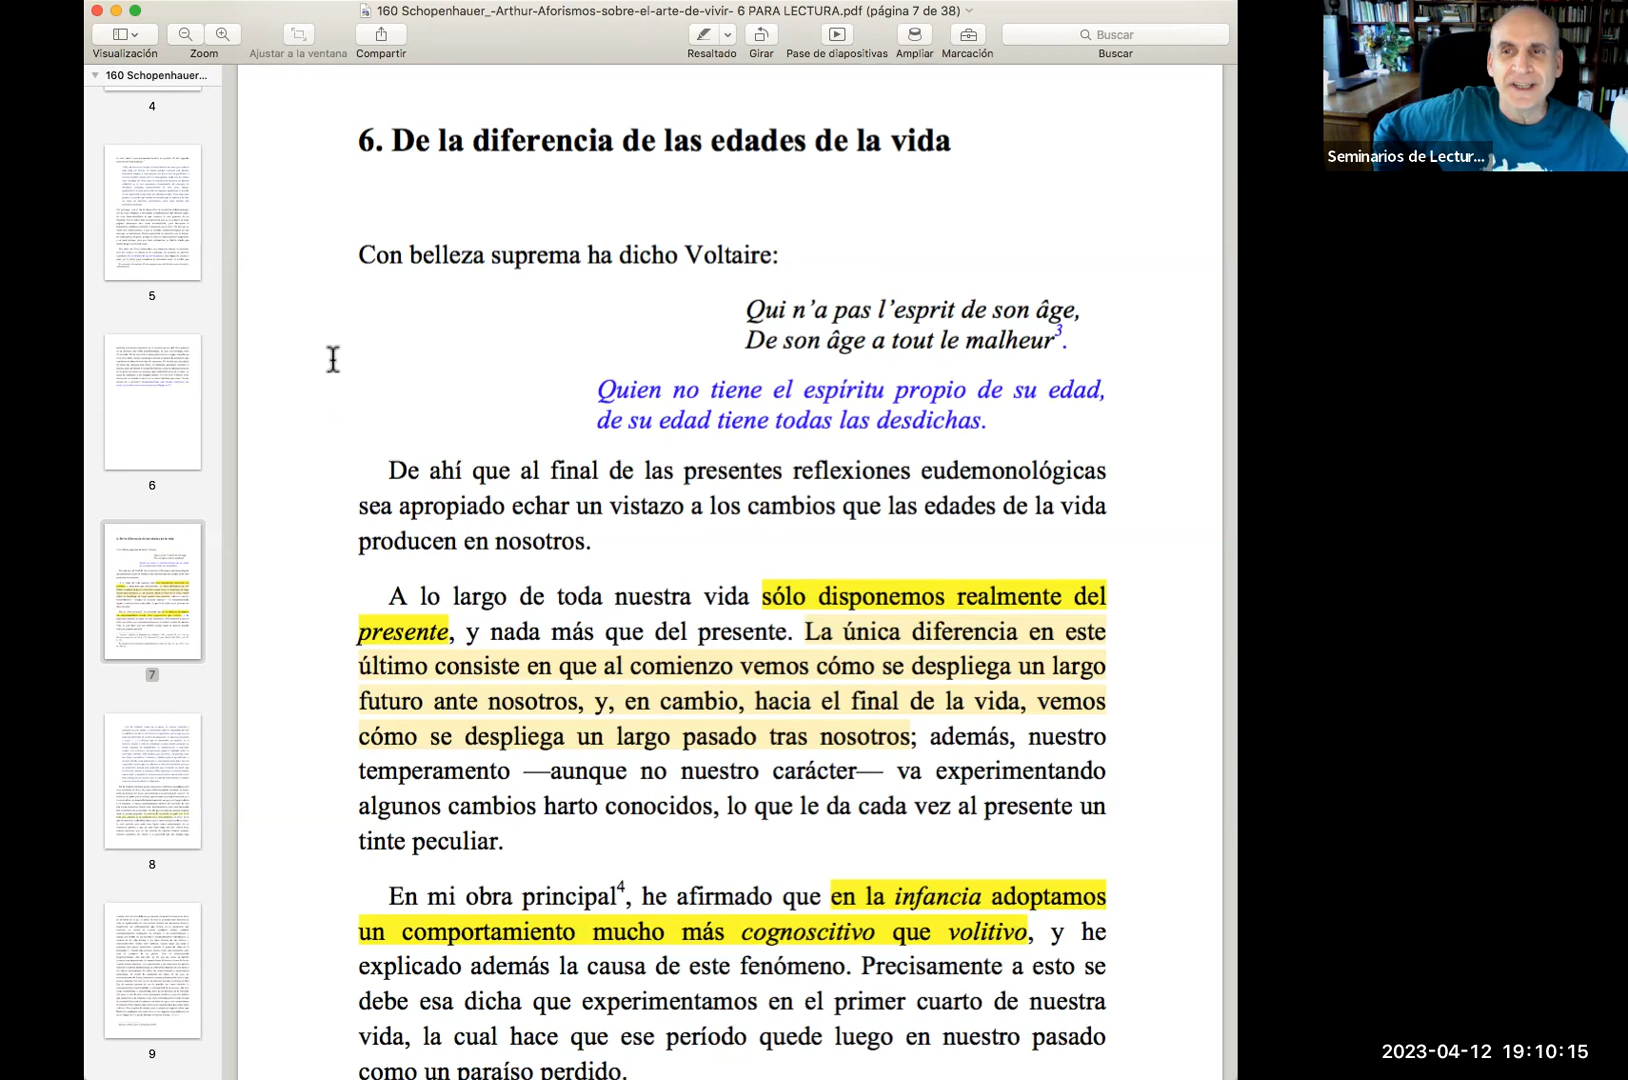 160 Schopenhauer_-Arthur-Aforismos-sobre-el-arte-de-vivir- 6 PARA LECTURA.pdf (página 7 de 38)
Buscar
Visualización
Zoom
Ajustar a la ventana
Compartir
Resaltado
Girar
Pase de diapositivas
Ampliar
Marcación
Buscar
160 Schopenhauer...
4
5
6
7
8
9
6. De la diferencia de las edades de la vida
Con belleza suprema ha dicho Voltaire:
Qui n’a pas l’esprit de son âge,
De son âge a tout le malheur3.
Quien no tiene el espíritu propio de su edad,
de su edad tiene todas las desdichas.
De ahí que al final de las presentes reflexiones eudemonológicas
sea apropiado echar un vistazo a los cambios que las edades de la vida
producen en nosotros.
A lo largo de toda nuestra vida sólo disponemos realmente del
presente, y nada más que del presente. La única diferencia en este
último consiste en que al comienzo vemos cómo se despliega un largo
futuro ante nosotros, y, en cambio, hacia el final de la vida, vemos
cómo se despliega un largo pasado tras nosotros; además, nuestro
temperamento —aunque no nuestro carácter— va experimentando
algunos cambios harto conocidos, lo que le da cada vez al presente un
tinte peculiar.
En mi obra principal4, he afirmado que en la infancia adoptamos
un comportamiento mucho más cognoscitivo que volitivo, y he
explicado además la causa de este fenómeno. Precisamente a esto se
debe esa dicha que experimentamos en el primer cuarto de nuestra
vida, la cual hace que ese período quede luego en nuestro pasado
como un paraíso perdido.
Seminarios de Lectur...
2023-04-12 19:10:15